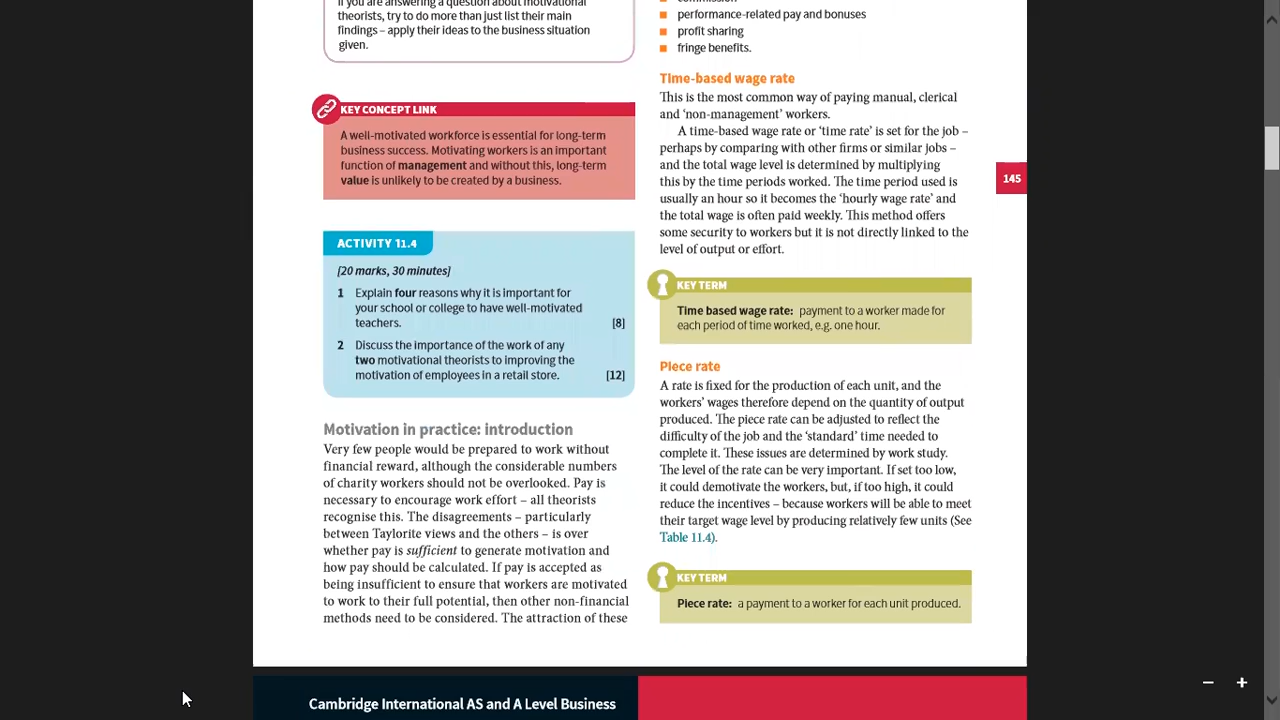 If you are answering a question about motivational
theorists, try to do more than just list their main
findings – apply their ideas to the business situation
given.
KEY CONCEPT LINK
A well-motivated workforce is essential for long-term
business success. Motivating workers is an important
function of management and without this, long-term
value is unlikely to be created by a business.
ACTIVITY 11.4
[20 marks, 30 minutes]
1 Explain four reasons why it is important for
your school or college to have well-motivated
teachers. [8]
2 Discuss the importance of the work of any
two motivational theorists to improving the
motivation of employees in a retail store. [12]
Motivation in practice: introduction
Very few people would be prepared to work without
financial reward, although the considerable numbers
of charity workers should not be overlooked. Pay is
necessary to encourage work effort – all theorists
recognise this. The disagreements – particularly
between Taylorite views and the others – is over
whether pay is sufficient to generate motivation and
how pay should be calculated. If pay is accepted as
being insufficient to ensure that workers are motivated
to work to their full potential, then other non-financial
methods need to be considered. The attraction of these
commission
performance-related pay and bonuses
profit sharing
fringe benefits.
Time-based wage rate
This is the most common way of paying manual, clerical
and ‘non-management’ workers.
A time-based wage rate or ‘time rate’ is set for the job –
perhaps by comparing with other firms or similar jobs –
and the total wage level is determined by multiplying
this by the time periods worked. The time period used is
usually an hour so it becomes the ‘hourly wage rate’ and
the total wage is often paid weekly. This method offers
some security to workers but it is not directly linked to the
level of output or effort.
KEY TERM
Time based wage rate: payment to a worker made for
each period of time worked, e.g. one hour.
Piece rate
A rate is fixed for the production of each unit, and the
workers’ wages therefore depend on the quantity of output
produced. The piece rate can be adjusted to reflect the
difficulty of the job and the ‘standard’ time needed to
complete it. These issues are determined by work study.
The level of the rate can be very important. If set too low,
it could demotivate the workers, but, if too high, it could
reduce the incentives – because workers will be able to meet
their target wage level by producing relatively few units (See
Table 11.4).
KEY TERM
Piece rate: a payment to a worker for each unit produced.
145
Cambridge International AS and A Level Business